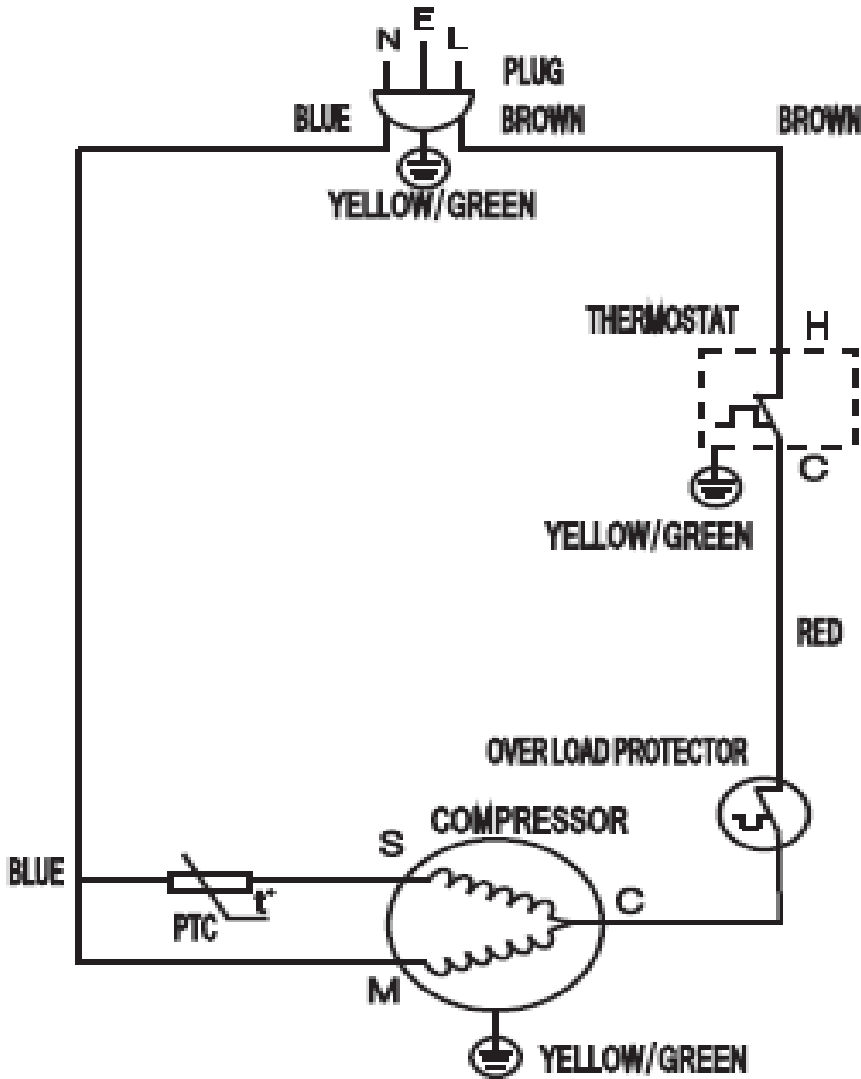 N E L
PLUG
BLUE BROWN BROWN
YELLOW/GREEN
THERMOSTAT H
C
YELLOW/GREEN
RED
OVER LOAD PROTECTOR
COMPRESSOR
S
BLUE
t°
PTC
C
M
YELLOW/GREEN